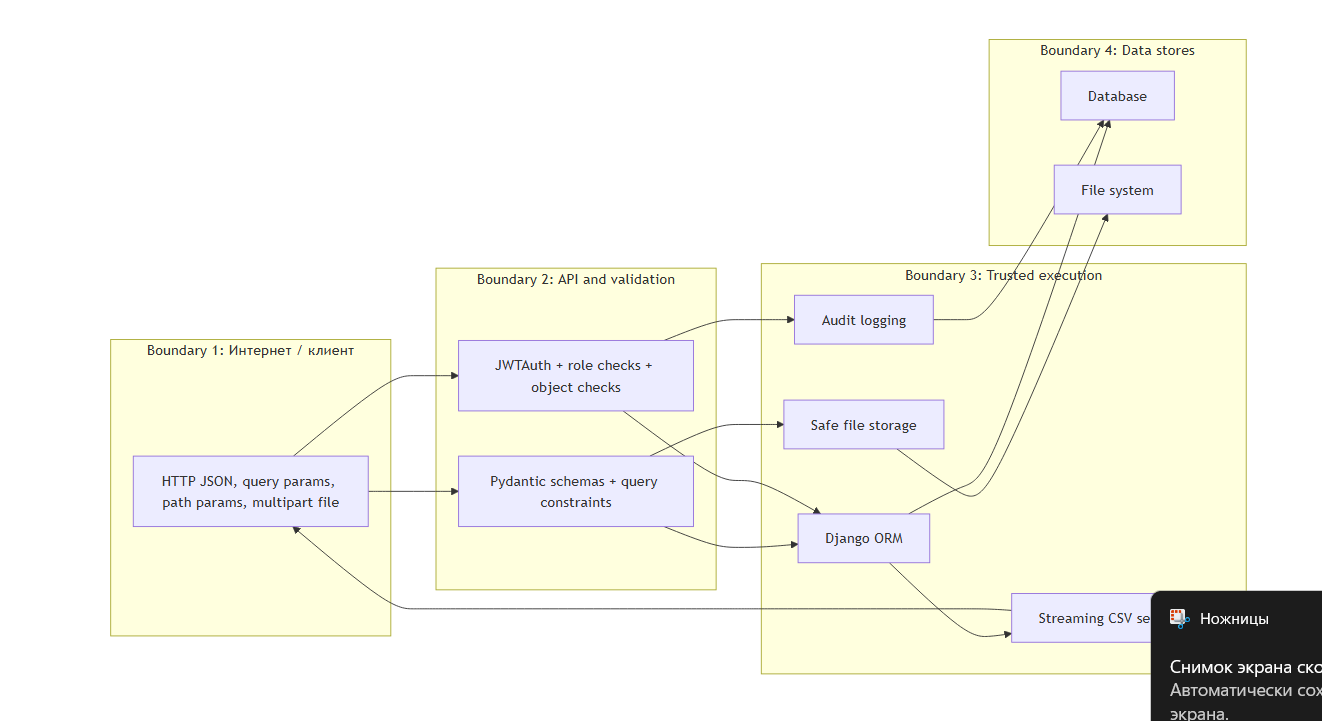 Boundary 4: Data stores
Database
File system
Boundary 3: Trusted execution
Boundary 2: API and validation
Audit logging
Boundary 1: Интернет / клиент
JWTAuth + role checks +
object checks
Safe file storage
HTTP JSON, query params,
path params, multipart file
Pydantic schemas + query
constraints
Django ORM
Streaming CSV
Ножницы
Снимок экрана
Автоматически
экрана.